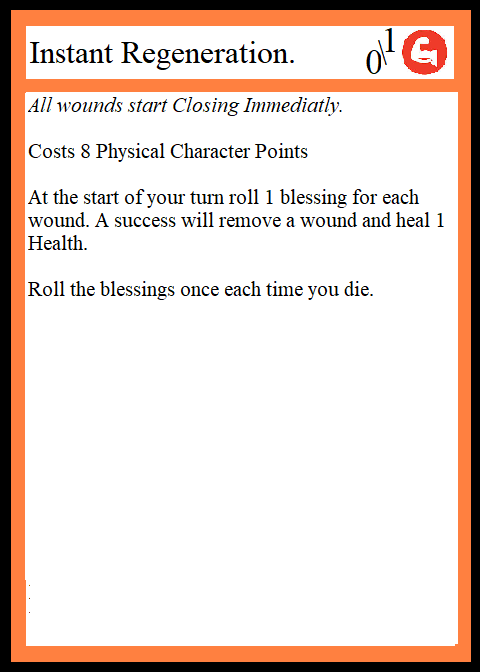 Instant Regeneration.
0\1
All wounds start Closing Immediatly.
Costs 8 Physical Character Points
At the start of your turn roll 1 blessing for each
wound. A success will remove a wound and heal 1
Health.
Roll the blessings once each time you die.